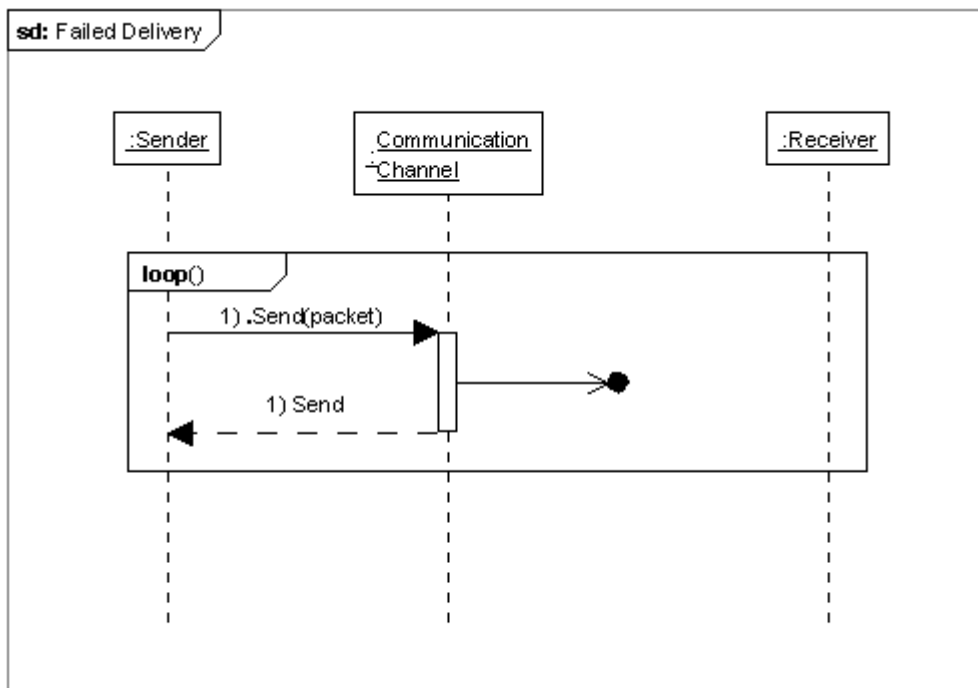 sd: Failed Delivery
:Sender
Communication
:Channel
:Receiver
loop()
1) .Send(packet)
1) Send